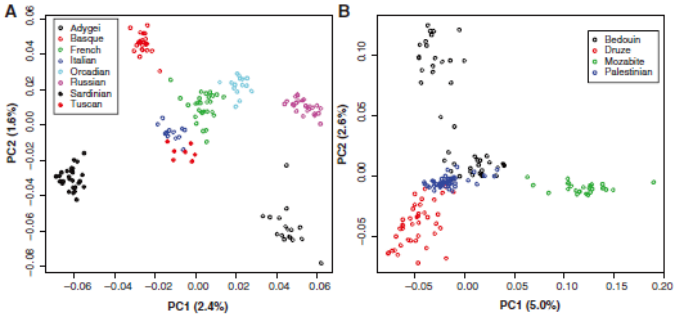 A
Adygei
Basque
French
Italian
Orcadian
Russian
Sardinian
Tuscan
PC2 (1.6%)
0.06
0.04
0.02
0.00
−0.02
−0.04
−0.06
−0.08
−0.06
−0.04
−0.02
0.00
0.02
0.04
0.06
PC1 (2.4%)
B
Bedouin
Druze
Mozabite
Palestinian
PC2 (2.6%)
0.10
0.05
0.00
−0.05
−0.05
0.00
0.05
0.10
0.15
0.20
PC1 (5.0%)